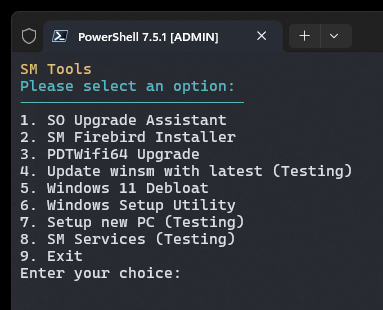 PowerShell 7.5.1 [ADMIN]
SM Tools
Please select an option:
1. SO Upgrade Assistant
2. SM Firebird Installer
3. PDTWifi64 Upgrade
4. Update winsm with latest (Testing)
5. Windows 11 Debloat
6. Windows Setup Utility
7. Setup new PC (Testing)
8. SM Services (Testing)
9. Exit
Enter your choice: